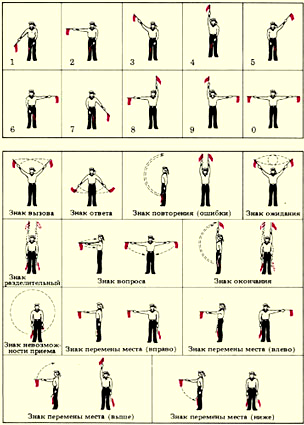 1 2 3 4 5
6 7 8 9 0
Знак вызова Знак ответа Знак повторения (ошибки) Знак ожидания
Знак
разделительный Знак вопроса Знак окончания
Знак невозмож-
ности приема Знак перемены места (вправо) Знак перемены места (влево)
Знак перемены места (выше) Знак перемены места (ниже)